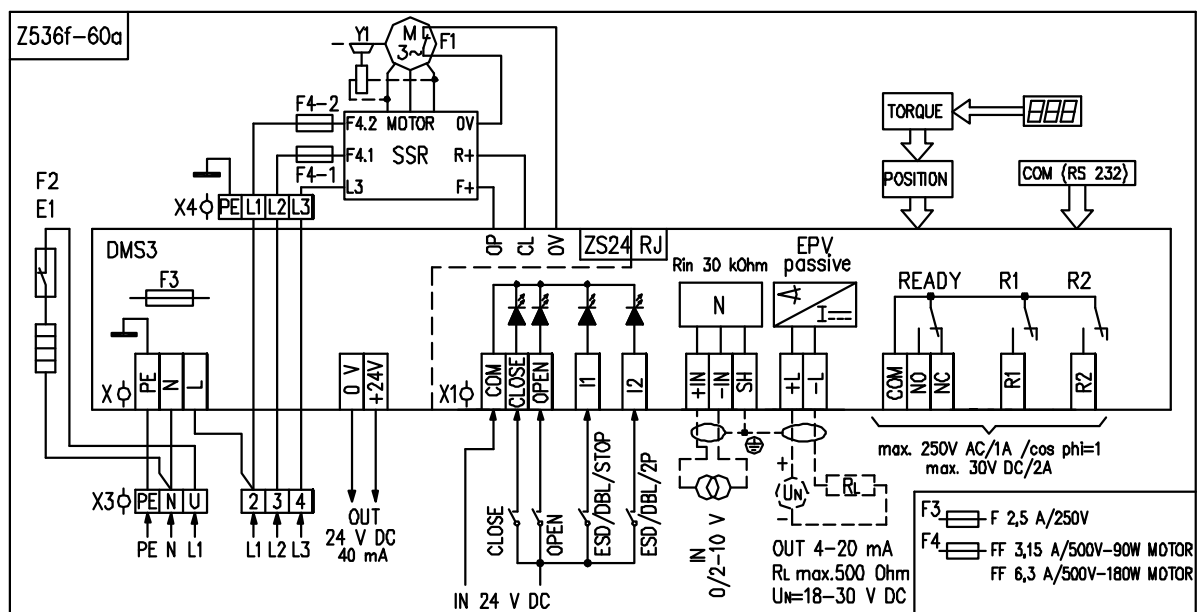 Z536f-60a
Y1
M
3~
F1
F4-2
F4.2 MOTOR 0V
F4.1 SSR R+
F4-1
L3 F+
TORQUE
POSITION
COM (RS 232)
F2
E1
X4 PE L1 L2 L3
DMS3
OP
CL
0V
ZS24 RJ
F3
Rin 30 kOhm
N
EPV
passive
I
READY R1 R2
X PE N L
0 V
+24V
X1 COM CLOSE OPEN I1 I2
+IN -IN SH
+L -L
COM NO NC
R1
R2
max. 250V AC/1A /cos phi=1
max. 30V DC/2A
X3 PE N U
2 3 4
PE N L1
L1 L2 L3
OUT
24 V DC
40 mA
CLOSE
OPEN
ESD/DBL/STOP
ESD/DBL/2P
IN 24 V DC
IN
0/2-10 V
+
UN
-
RL
OUT 4-20 mA
RL max.500 Ohm
UN=18-30 V DC
F3 F 2,5 A/250V
F4 FF 3,15 A/500V-90W MOTOR
FF 6,3 A/500V-180W MOTOR